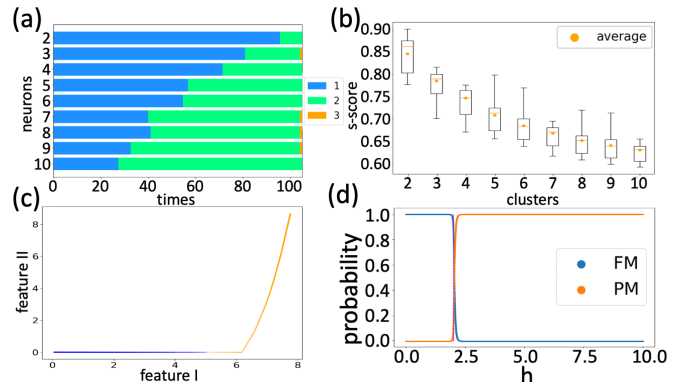 (a)
neurons
2
3
4
5
6
7
8
9
10
0 20 40 60 80 100
times
1
2
3
(b)
s-score
0.90
0.85
0.80
0.75
0.70
0.65
0.60
average
2 3 4 5 6 7 8 9 10
clusters
(c)
feature II
8
6
4
2
0
0 2 4 6 8
feature I
(d)
probability
1.0
0.8
0.6
0.4
0.2
0.0
FM
PM
0.0 2.5 5.0 7.5 10.0
h